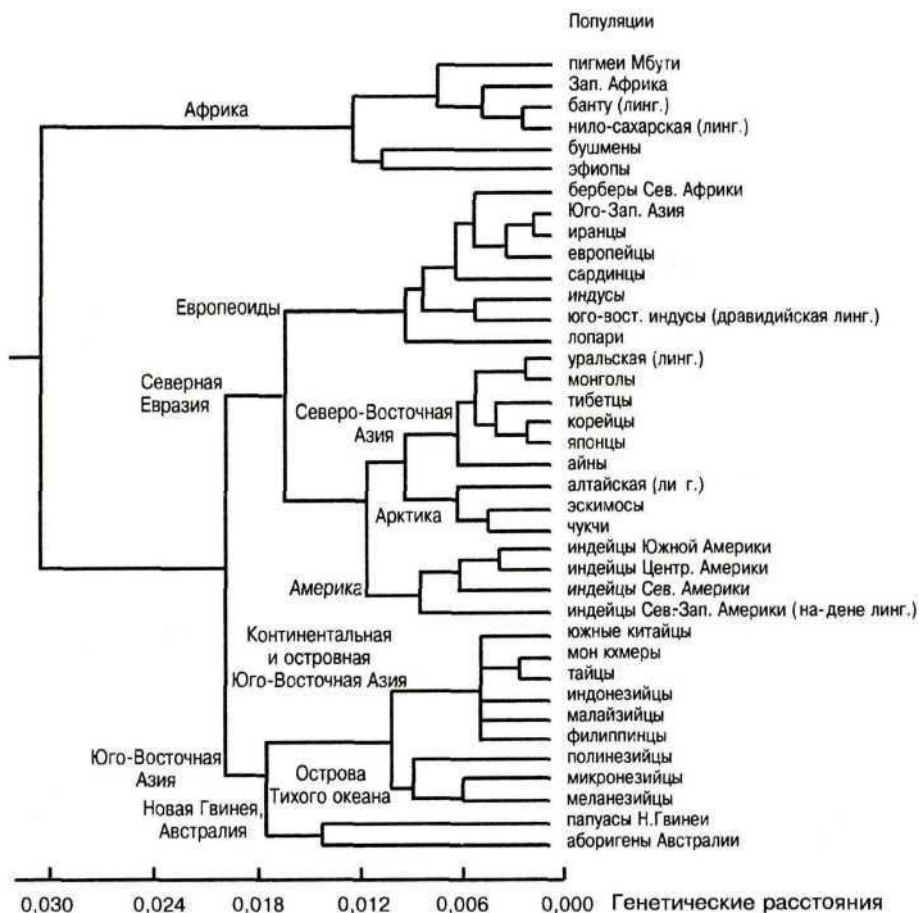 Популяции
пигмеи Мбути
Зап. Африка
Африка
банту (линг.)
нило-сахарская (линг.)
бушмены
эфиопы
берберы Сев. Африки
Юго-Зап. Азия
иранцы
европейцы
сардинцы
Европеоиды
индусы
юго-вост. индусы (дравидийская линг.)
лопари
уральская (линг.)
Северная
Евразия
монголы
тибетцы
Северо-Восточная
Азия
корейцы
японцы
айны
алтайская (ли г.)
Арктика
эскимосы
чукчи
индейцы Южной Америки
индейцы Центр. Америки
Америка
индейцы Сев. Америки
индейцы Сев.-Зап. Америки (на-дене линг.)
Континентальная
и островная
Юго-Восточная Азия
южные китайцы
мон кхмеры
тайцы
индонезийцы
малайзийцы
филиппинцы
Юго-Восточная
Азия
Острова
Тихого океана
полинезийцы
микронезийцы
меланезийцы
Новая Гвинея,
Австралия
папуасы Н.Гвинеи
аборигены Австралии
0,030 0,024 0,018 0,012 0,006 0,000 Генетические расстояния